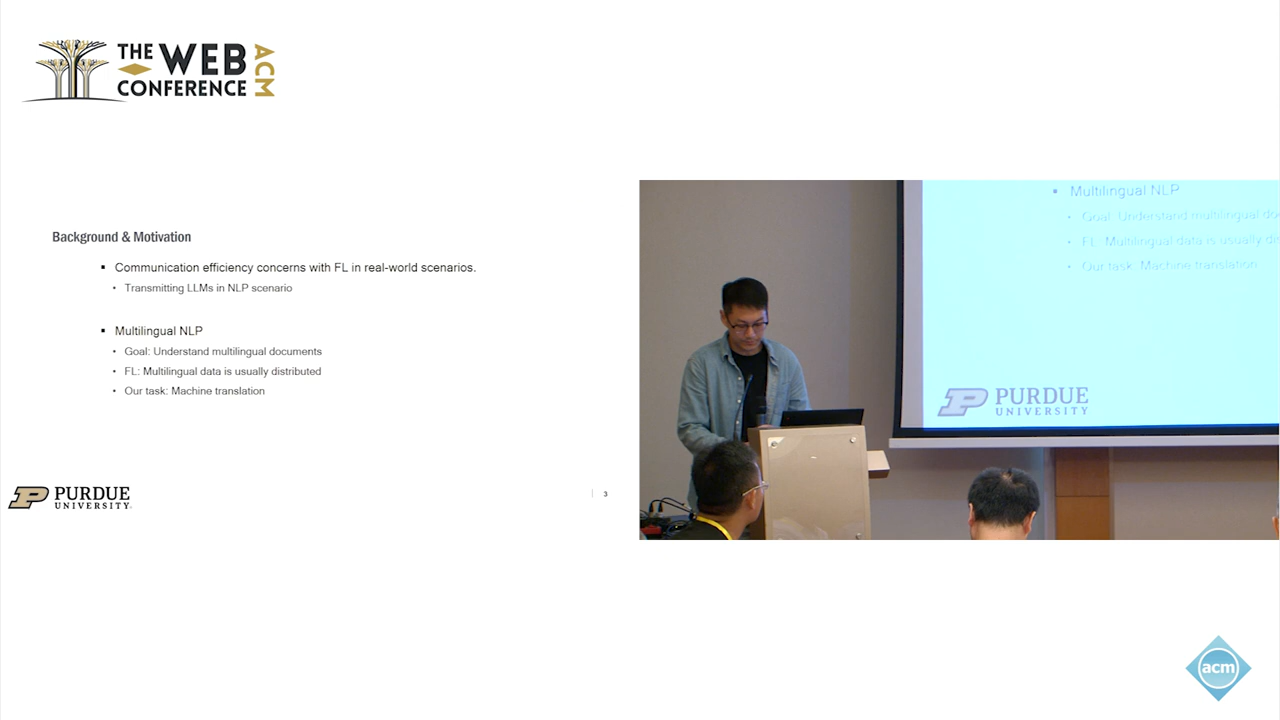 THE WEB CONFERENCE ACM
Background & Motivation
Communication efficiency concerns with FL in real-world scenarios.
Transmitting LLMs in NLP scenario
Multilingual NLP
Goal: Understand multilingual documents
FL: Multilingual data is usually distributed
Our task: Machine translation
PURDUE
UNIVERSITY
3
Multilingual NLP
Goal: Understand multilingual do
FL: Multilingual data is usually dis
Our task: Machine translation
PURDUE
UNIVERSITY
acm